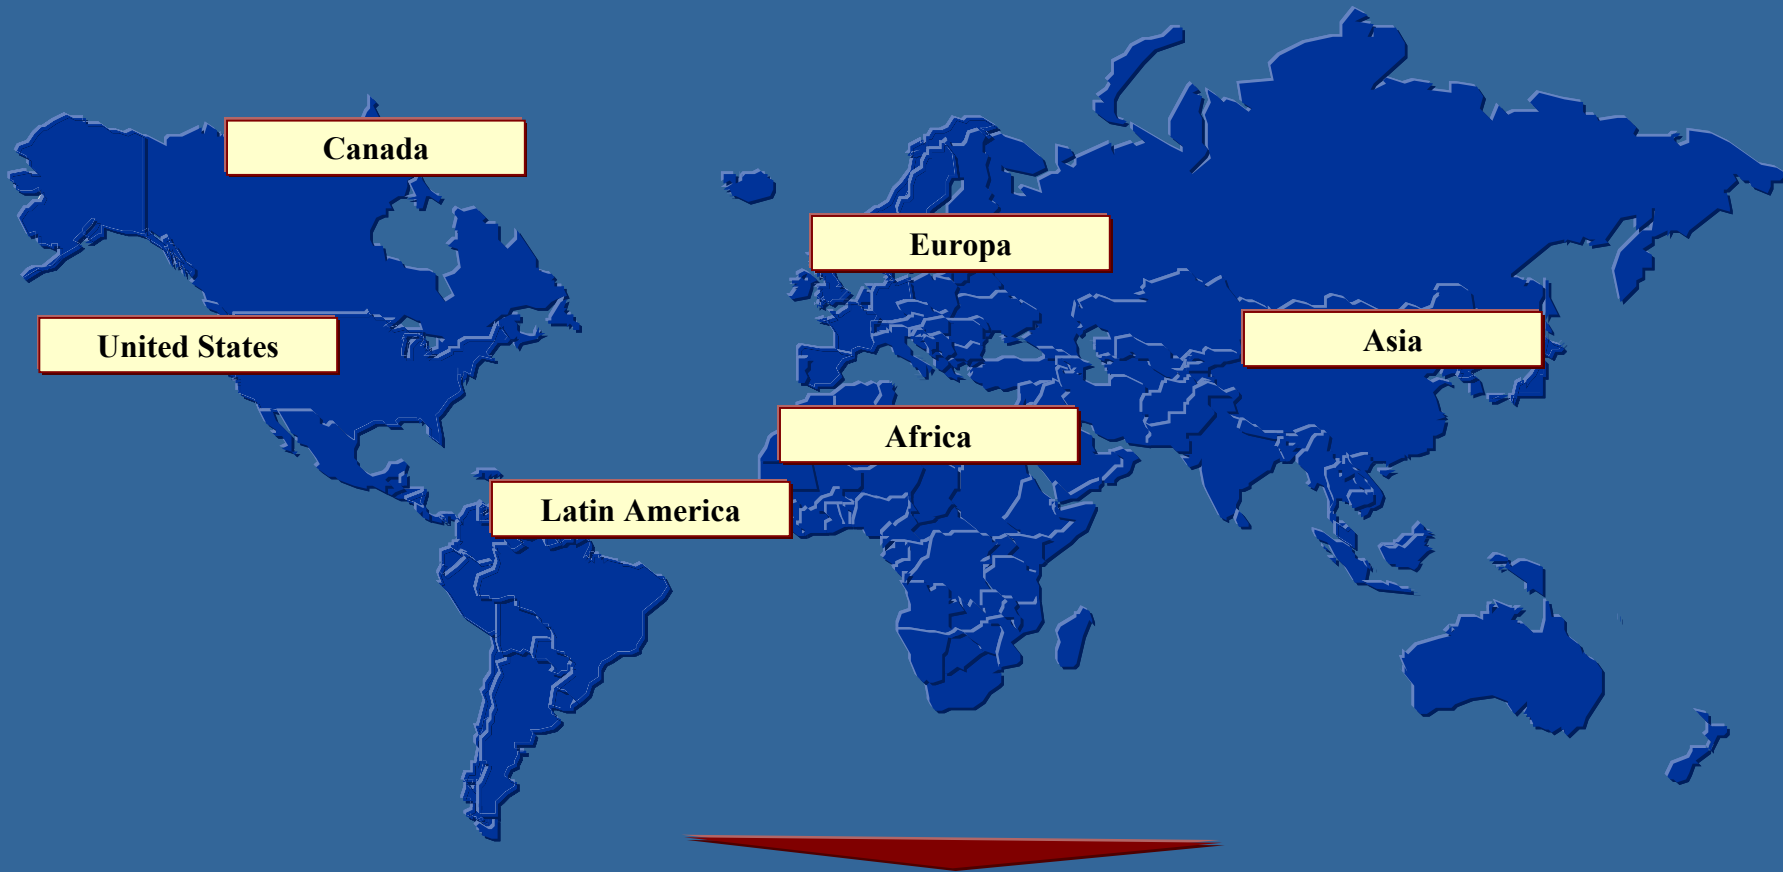 Canada
Europa
United States
Asia
Africa
Latin America